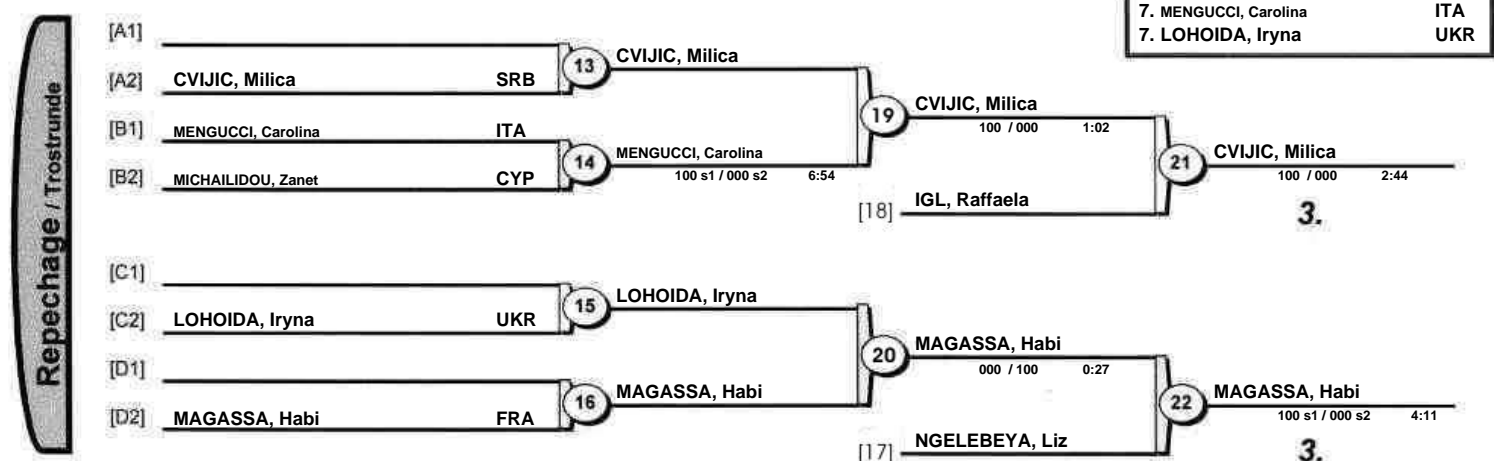 7. MENGUCCI, Carolina ITA
7. LOHOIDA, Iryna UKR
Repechage / Trostrunde
[A1]
[A2] CVIJIC, Milica SRB
13 CVIJIC, Milica
[B1] MENGUCCI, Carolina ITA
[B2] MICHAILIDOU, Zanet CYP
14 MENGUCCI, Carolina
100 s1 / 000 s2 6:54
19 CVIJIC, Milica
100 / 000 1:02
[18] IGL, Raffaela
21 CVIJIC, Milica
100 / 000 2:44
3.
[C1]
[C2] LOHOIDA, Iryna UKR
15 LOHOIDA, Iryna
[D1]
[D2] MAGASSA, Habi FRA
16 MAGASSA, Habi
20 MAGASSA, Habi
000 / 100 0:27
[17] NGELEBEYA, Liz
22 MAGASSA, Habi
100 s1 / 000 s2 4:11
3.